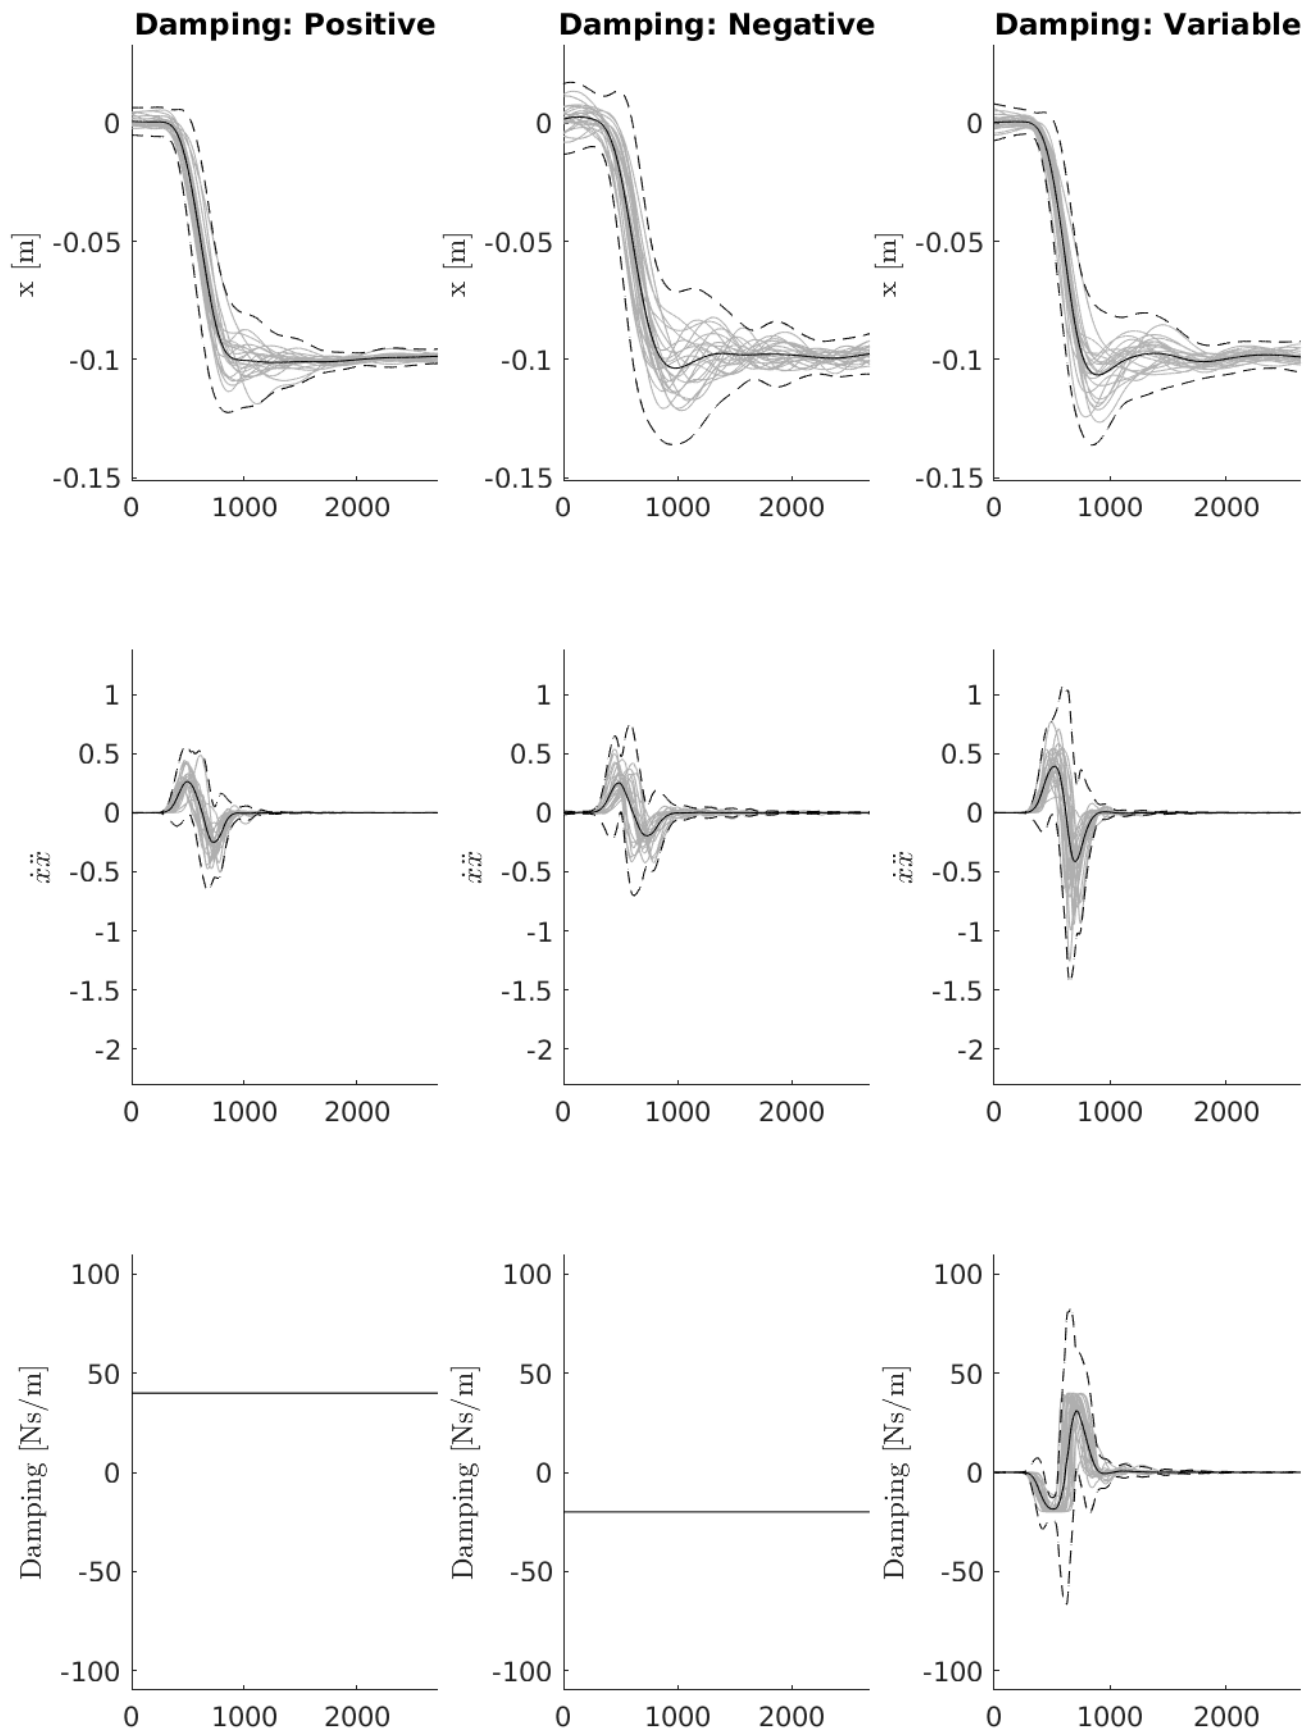 Damping: Positive
Damping: Negative
Damping: Variable
0
-0.05
-0.1
-0.15
x [m]
0 1000 2000
0
-0.05
-0.1
-0.15
x [m]
0 1000 2000
0
-0.05
-0.1
-0.15
x [m]
0 1000 2000
1
0.5
0
-0.5
-1
-1.5
-2
ẋẍ
0 1000 2000
1
0.5
0
-0.5
-1
-1.5
-2
ẋẍ
0 1000 2000
1
0.5
0
-0.5
-1
-1.5
-2
ẋẍ
0 1000 2000
100
50
0
-50
-100
Damping [Ns/m]
0 1000 2000
100
50
0
-50
-100
Damping [Ns/m]
0 1000 2000
100
50
0
-50
-100
Damping [Ns/m]
0 1000 2000